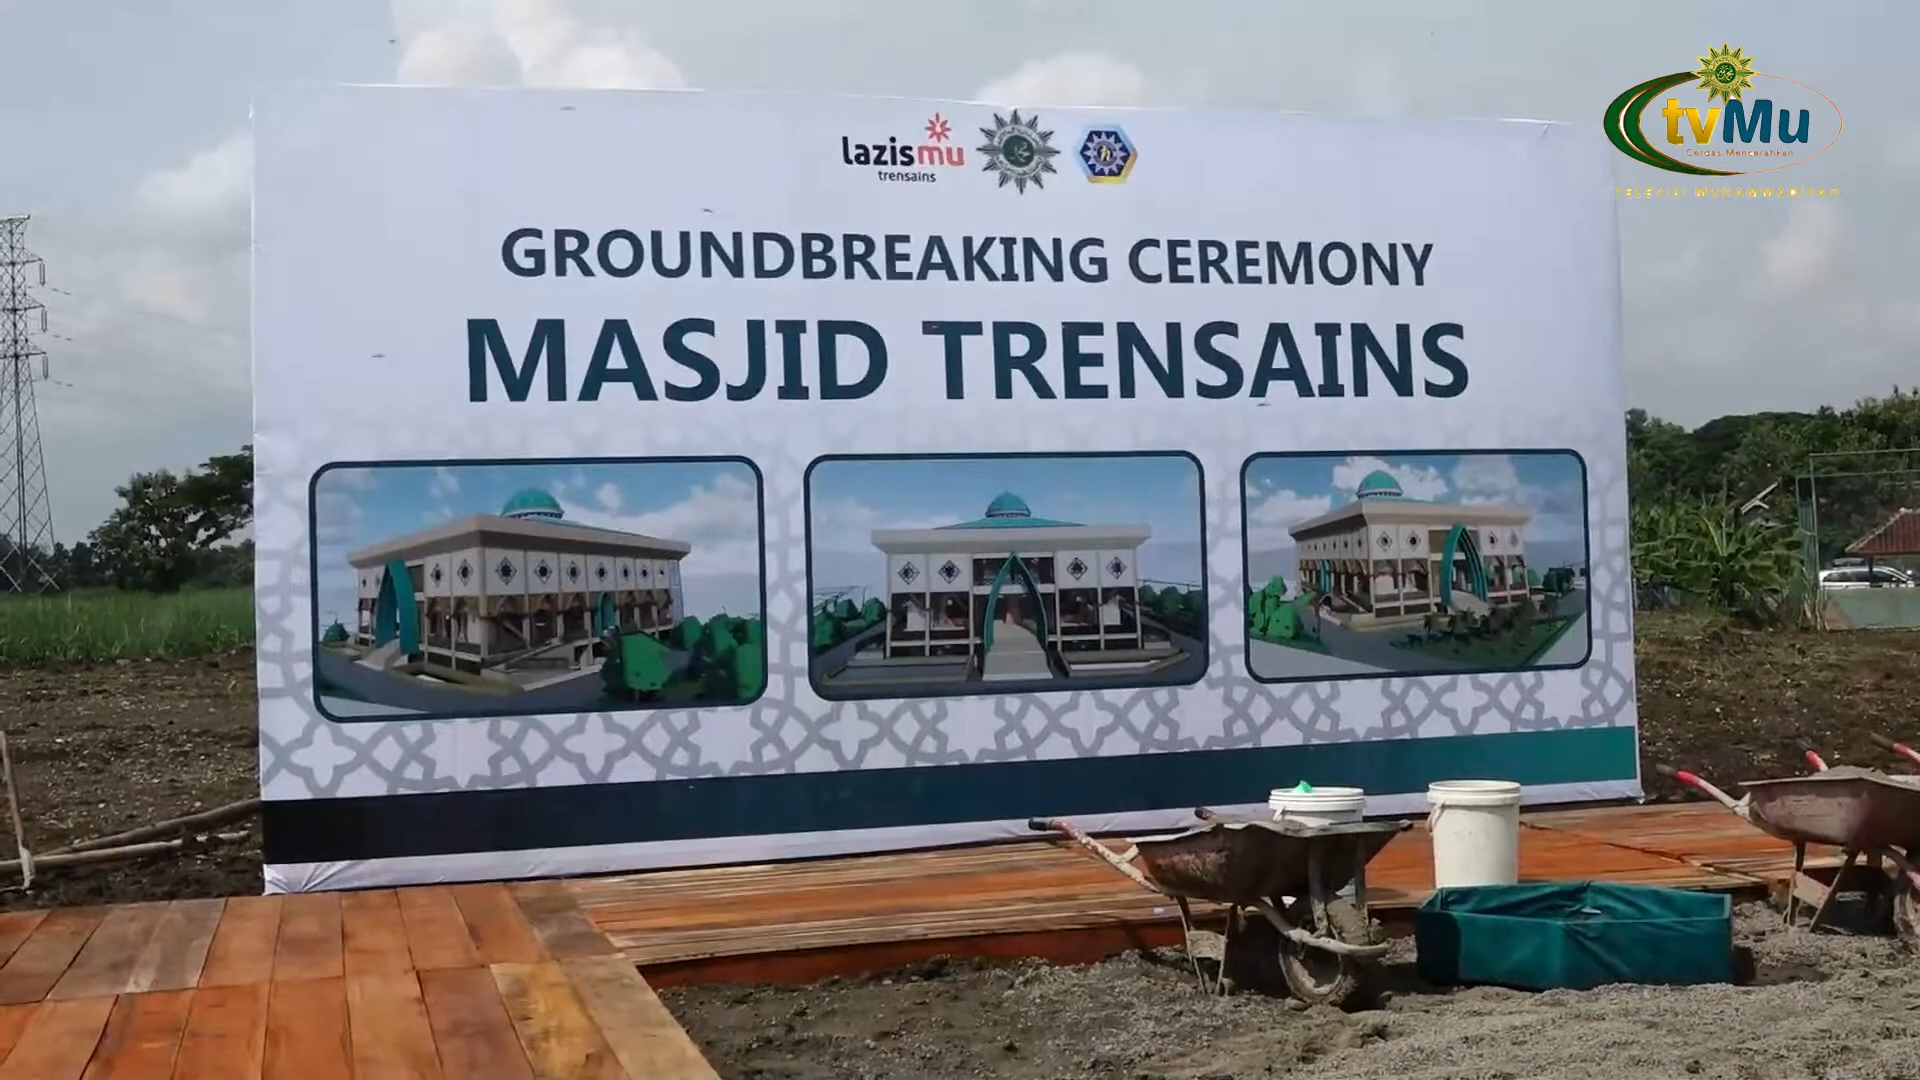 lazismu
trensains
GROUNDBREAKING CEREMONY
MASJID TRENSAINS
tvMu
Cerdas Mencerahkan
TELEVISI MUHAMMADIYAH